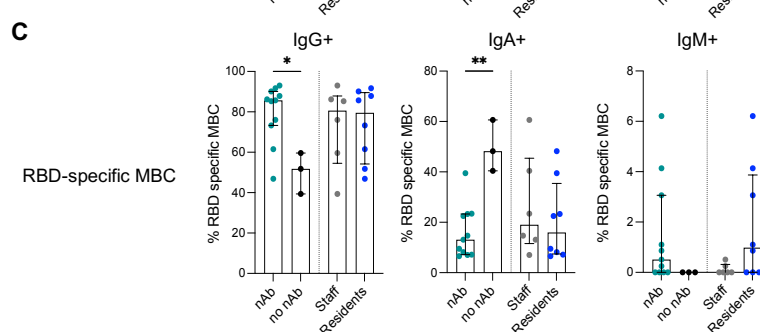 C
IgG+
IgA+
IgM+
*
**
RBD-specific MBC
% RBD specific MBC
100
80
60
40
20
0
nAb
no nAb
Staff
Residents
% RBD specific MBC
80
60
40
20
0
nAb
no nAb
Staff
Residents
% RBD specific MBC
8
6
4
2
0
nAb
no nAb
Staff
Residents